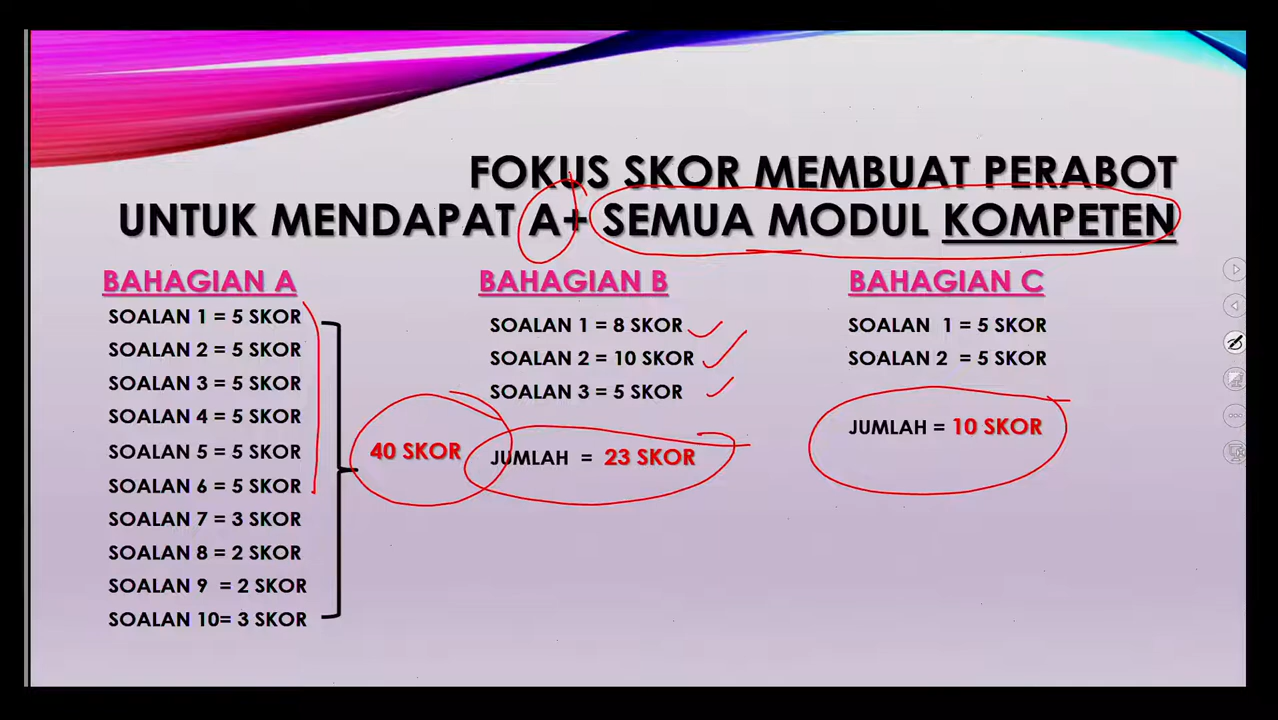 FOKUS SKOR MEMBUAT PERABOT
UNTUK MENDAPAT A+ SEMUA MODUL KOMPETEN
BAHAGIAN A
SOALAN 1 = 5 SKOR
SOALAN 2 = 5 SKOR
SOALAN 3 = 5 SKOR
SOALAN 4 = 5 SKOR
SOALAN 5 = 5 SKOR
SOALAN 6 = 5 SKOR
SOALAN 7 = 3 SKOR
SOALAN 8 = 2 SKOR
SOALAN 9 = 2 SKOR
SOALAN 10= 3 SKOR
40 SKOR
BAHAGIAN B
SOALAN 1 = 8 SKOR
SOALAN 2 = 10 SKOR
SOALAN 3 = 5 SKOR
JUMLAH = 23 SKOR
BAHAGIAN C
SOALAN 1 = 5 SKOR
SOALAN 2 = 5 SKOR
JUMLAH = 10 SKOR